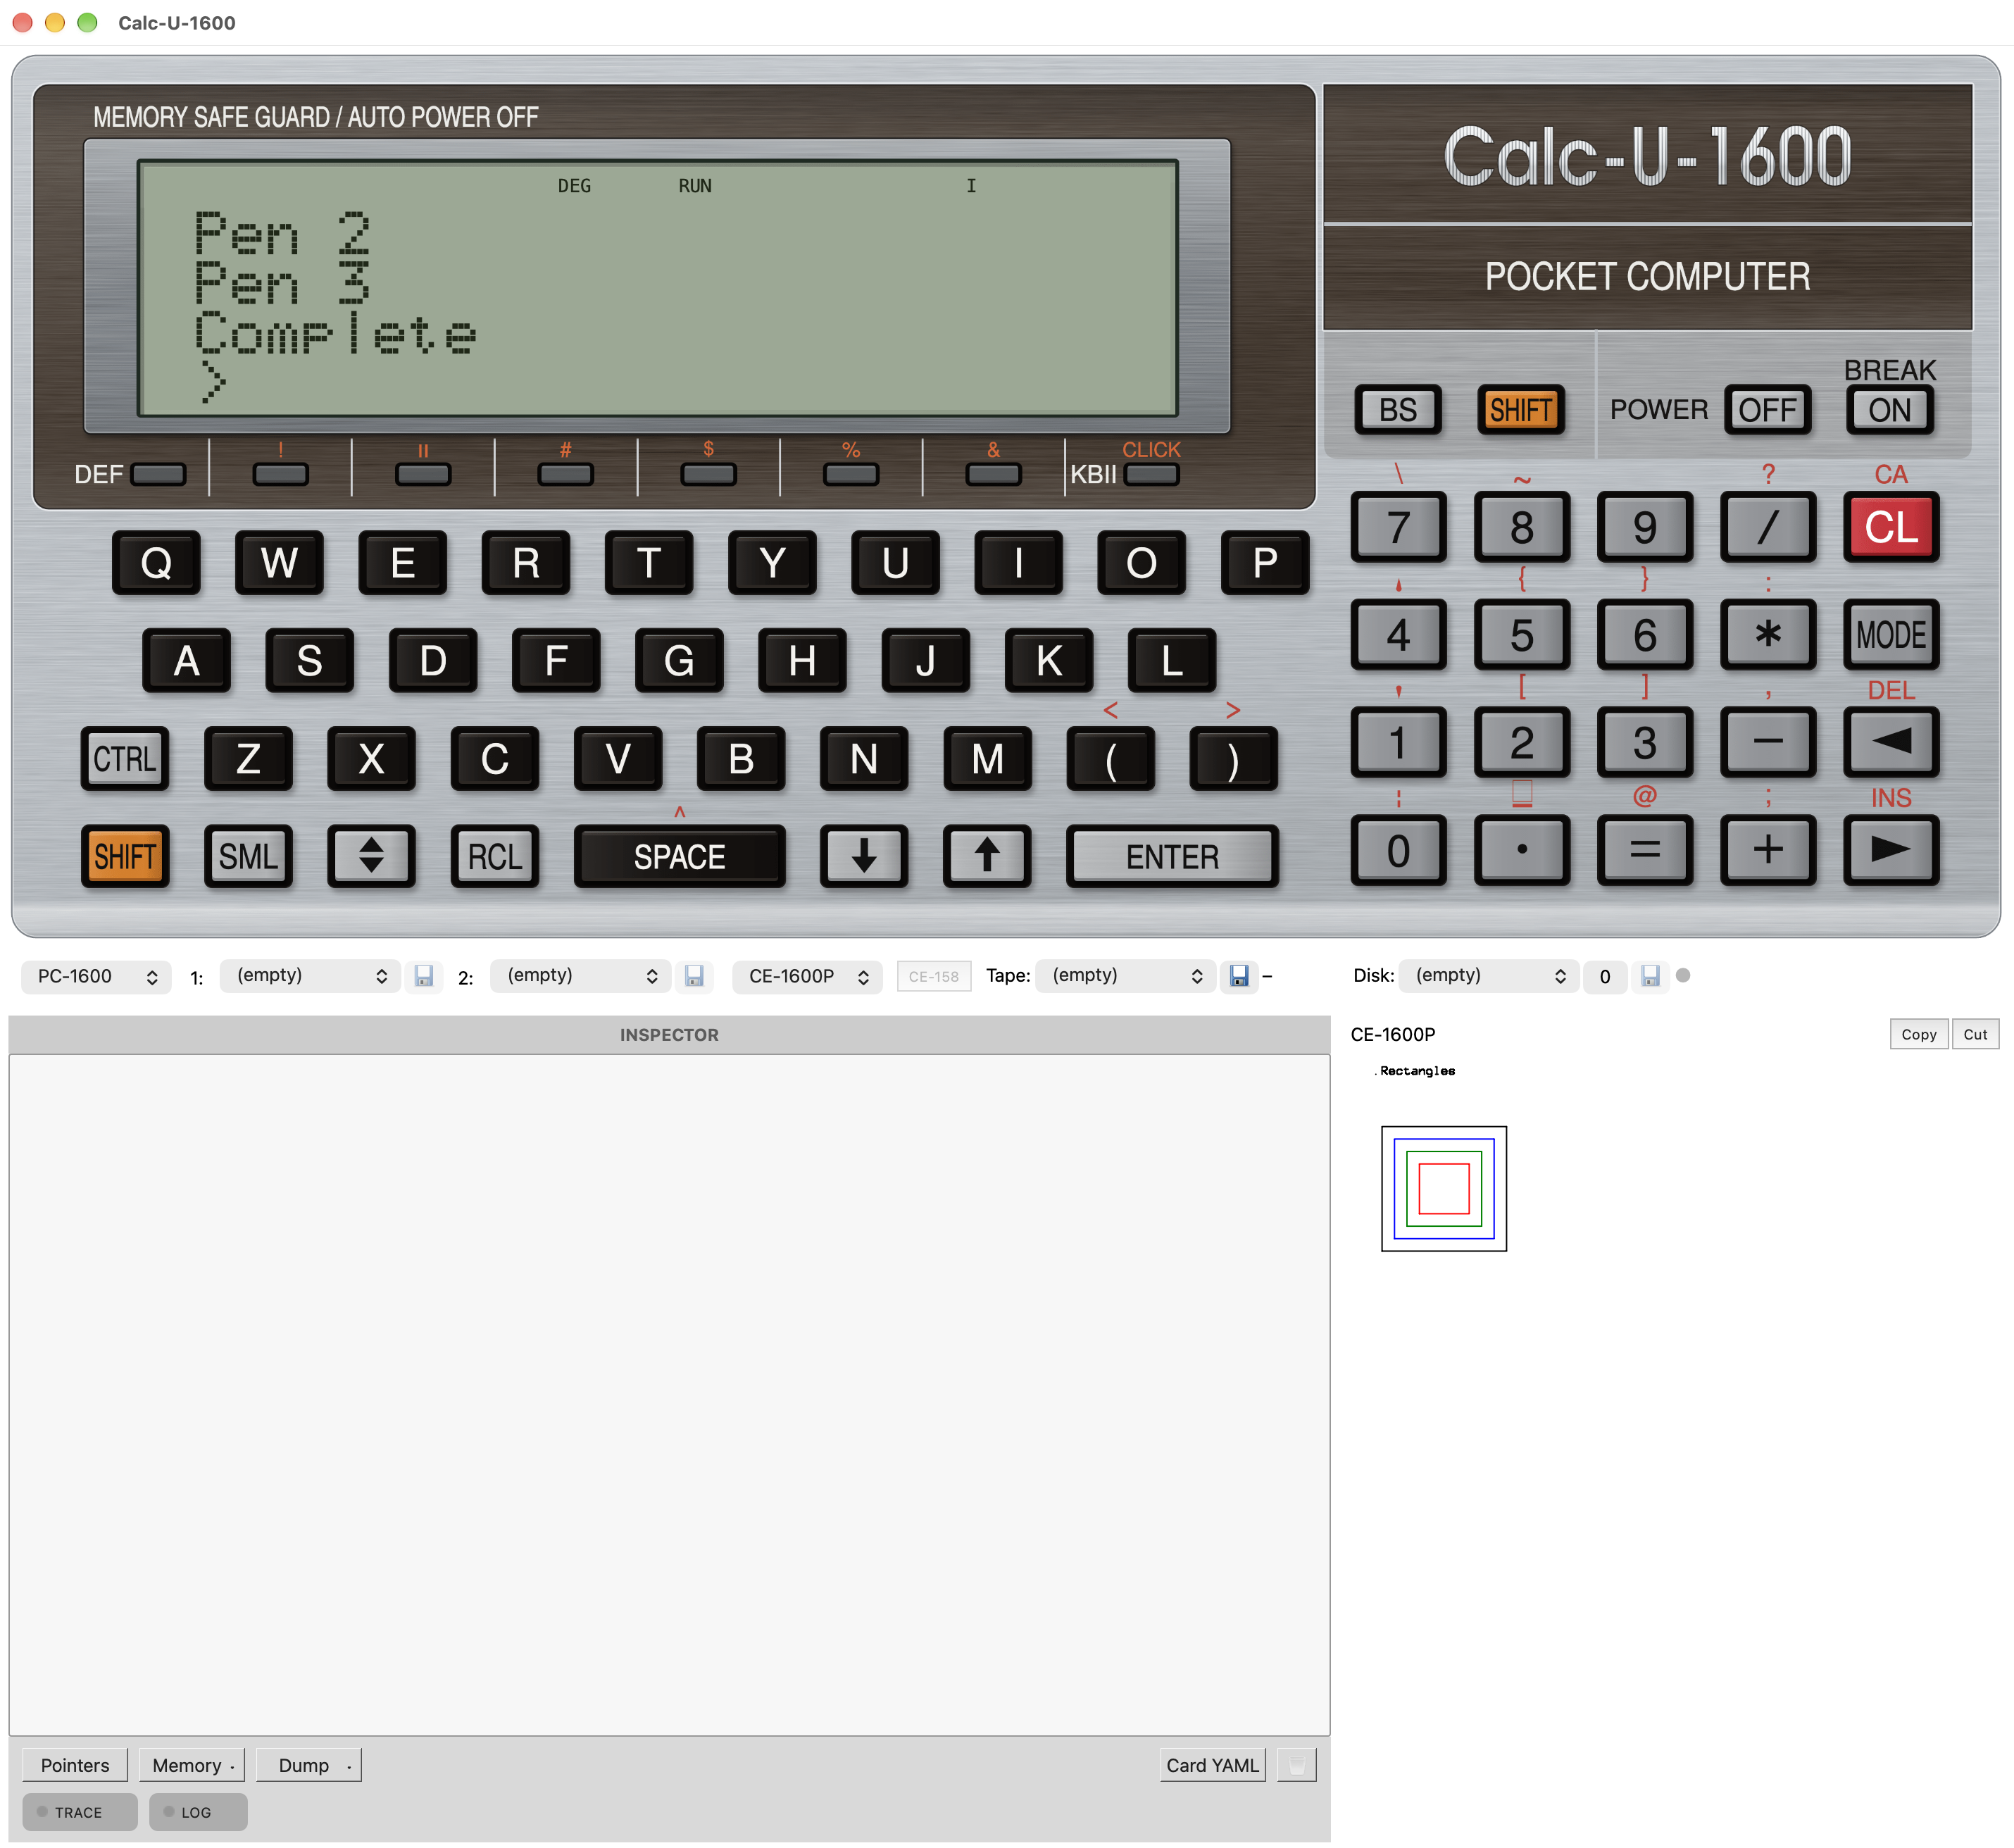 Calc-U-1600
MEMORY SAFE GUARD / AUTO POWER OFF
DEG RUN I
Pen 2
Pen 3
Complete
>
Calc-U-1600
POCKET COMPUTER
BREAK
BS SHIFT POWER OFF ON
! " # $ % & CLICK
DEF KBII
\ ~ ? CA
7 8 9 / CL
Q W E R T Y U I O P
{ } :
4 5 6 * MODE
A S D F G H J K L
[ ] , DEL
1 2 3 − ◀
< >
CTRL Z X C V B N M ( )
¦ @ ; INS
0 • = + ▶
^
SHIFT SML RCL SPACE ↓ ↑ ENTER
PC-1600 1: (empty) 2: (empty) CE-1600P CE-158 Tape: (empty) – Disk: (empty) 0
INSPECTOR
CE-1600P Copy Cut
. Rectangles
Pointers Memory Dump Card YAML
TRACE LOG